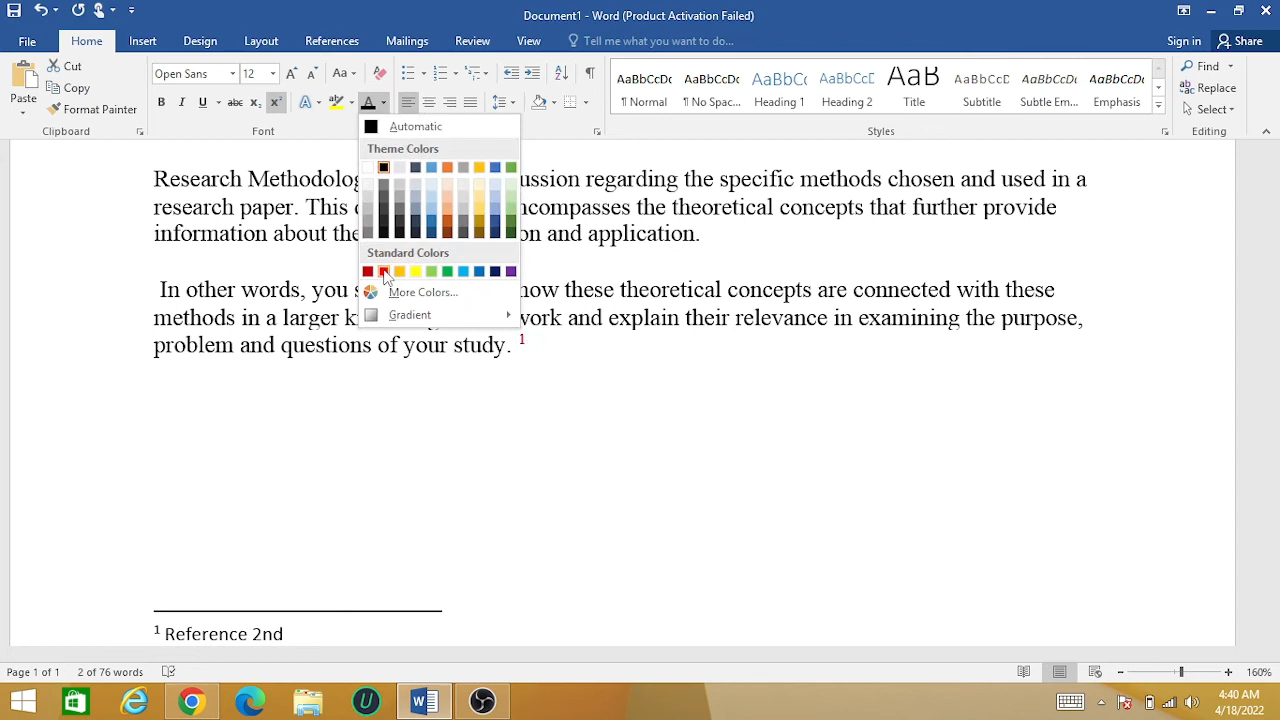 Document1 - Word (Product Activation Failed)
File Home Insert Design Layout References Mailings Review View Tell me what you want to do... Sign in Share
Cut
Copy
Format Painter
Paste
Clipboard
Open Sans 12
Aa
B I U abc x₂ x² A ab A
Font
AaBbCcDc AaBbCcDc AaBbCc AaBbCcD AaB AaBbCcD AaBbCcDc AaBbCcDc
¶ Normal ¶ No Spac... Heading 1 Heading 2 Title Subtitle Subtle Em... Emphasis
Styles
Find
Replace
Select
Editing
Automatic
Theme Colors
Standard Colors
More Colors...
Gradient
Research ussion regarding the specific methods chosen and used in a
research paper. This ncompasses the theoretical concepts that further provide
information about the on and application.
In other words, you now these theoretical concepts are connected with these
methods in a larger work and explain their relevance in examining the purpose,
problem and questions of your study. 1
1 Reference 2nd
Page 1 of 1 2 of 76 words 160%
4:40 AM
4/18/2022